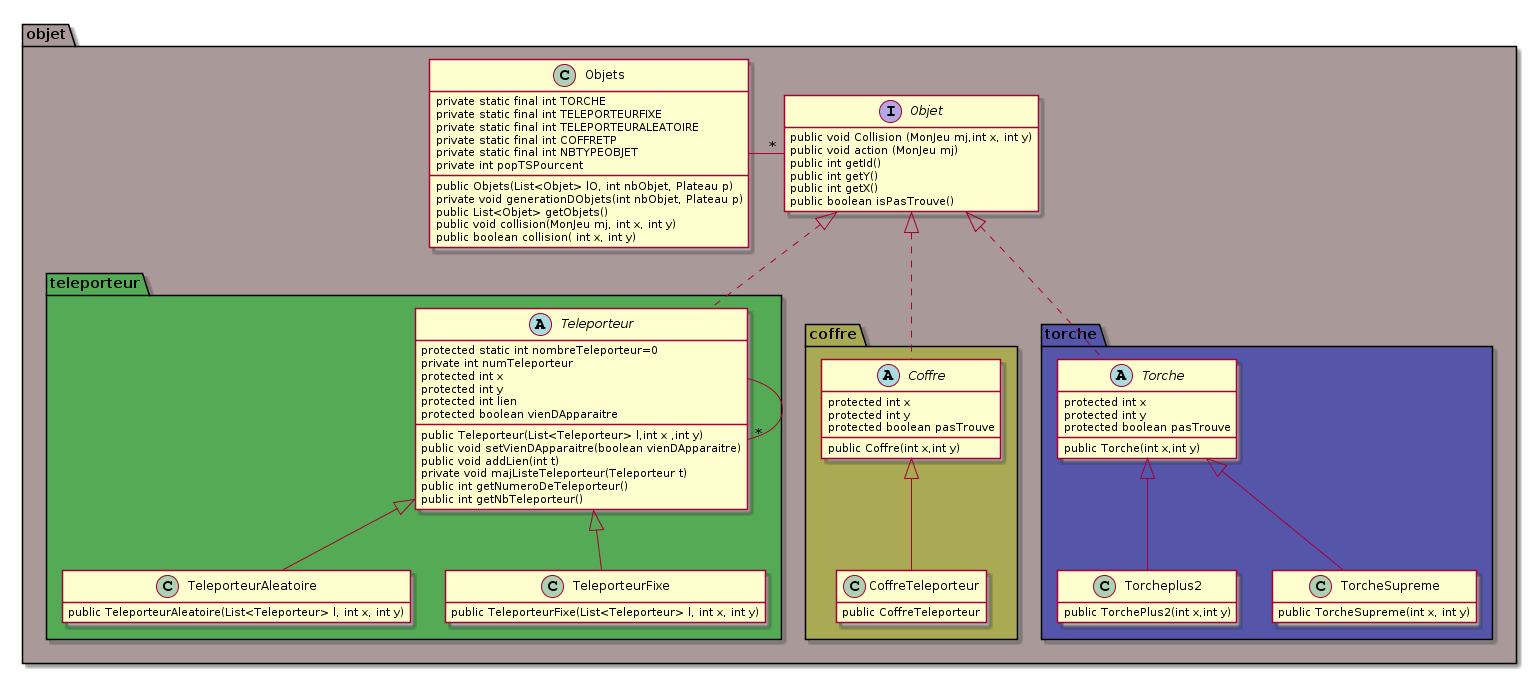 objet
C Objets
private static final int TORCHE
private static final int TELEPORTEURFIXE
private static final int TELEPORTEURALEATOIRE
private static final int COFFRETP
private static final int NBTYPEOBJET
private int popTSPourcent
public Objets(List<Objet> lO, int nbObjet, Plateau p)
private void generationDObjets(int nbObjet, Plateau p)
public List<Objet> getObjets()
public void collision(MonJeu mj, int x, int y)
public boolean collision( int x, int y)
*
I Objet
public void Collision (MonJeu mj,int x, int y)
public void action (MonJeu mj)
public int getId()
public int getY()
public int getX()
public boolean isPasTrouve()
teleporteur
A Teleporteur
protected static int nombreTeleporteur=0
private int numTeleporteur
protected int x
protected int y
protected int lien
protected boolean vienDApparaitre
public Teleporteur(List<Teleporteur> l,int x ,int y)
public void setVienDApparaitre(boolean vienDApparaitre)
public void addLien(int t)
private void majListeTeleporteur(Teleporteur t)
public int getNumeroDeTeleporteur()
public int getNbTeleporteur()
*
C TeleporteurAleatoire
public TeleporteurAleatoire(List<Teleporteur> l, int x, int y)
C TeleporteurFixe
public TeleporteurFixe(List<Teleporteur> l, int x, int y)
coffre
A Coffre
protected int x
protected int y
protected boolean pasTrouve
public Coffre(int x,int y)
C CoffreTeleporteur
public CoffreTeleporteur
torche
A Torche
protected int x
protected int y
protected boolean pasTrouve
public Torche(int x,int y)
C Torcheplus2
public TorchePlus2(int x,int y)
C TorcheSupreme
public TorcheSupreme(int x, int y)